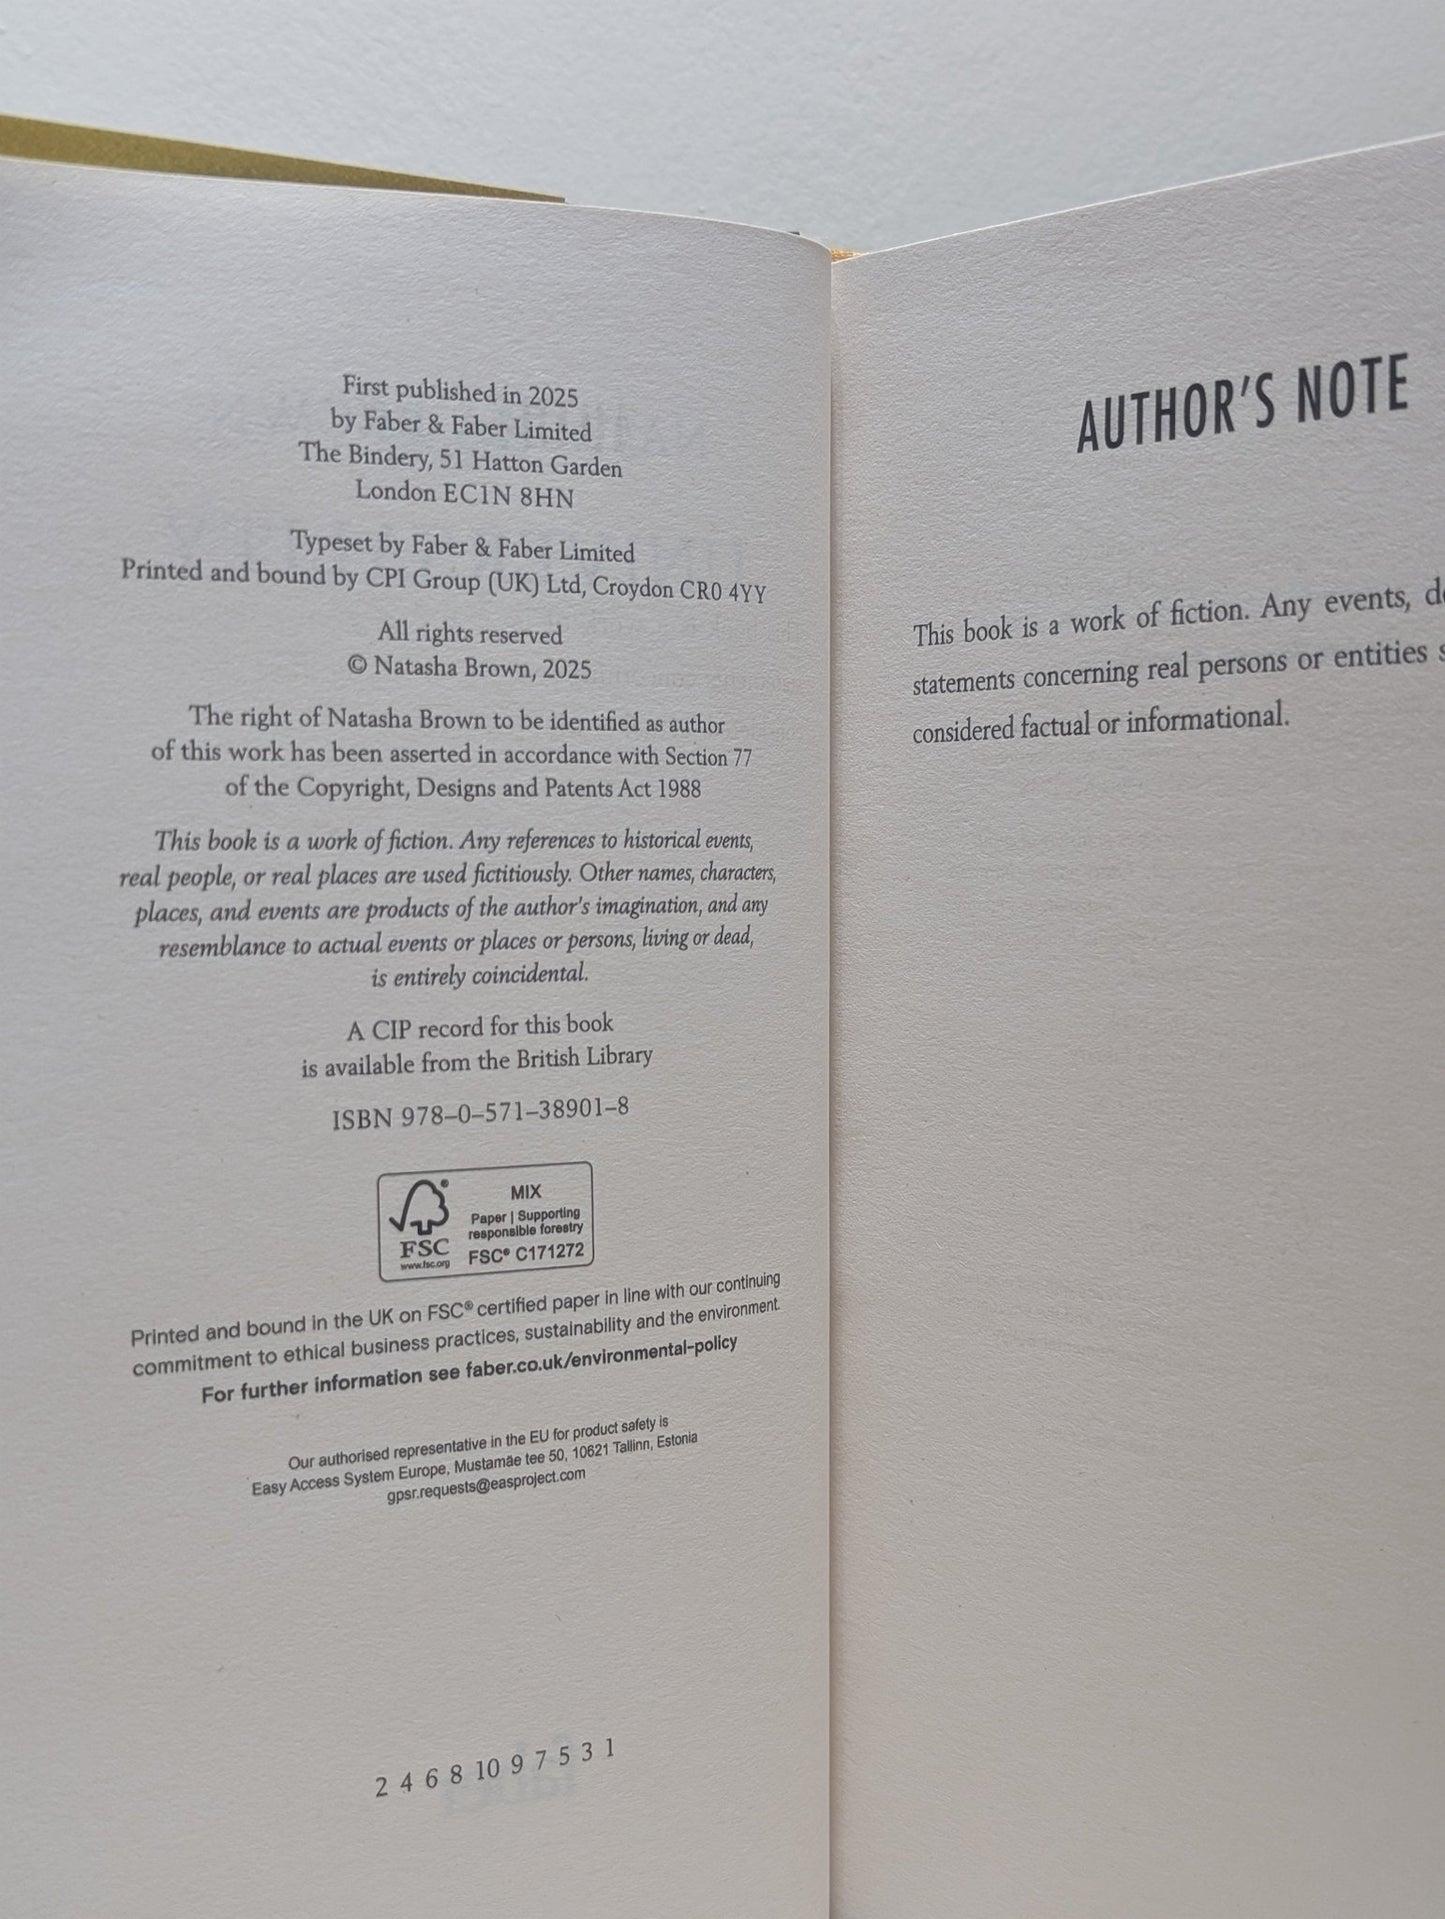 First published in 2025
by Faber & Faber Limited
The Bindery, 51 Hatton Garden
London EC1N 8HN
Typeset by Faber & Faber Limited
Printed and bound by CPI Group (UK) Ltd, Croydon CR0 4YY
All rights reserved
© Natasha Brown, 2025
The right of Natasha Brown to be identified as author
of this work has been asserted in accordance with Section 77
of the Copyright, Designs and Patents Act 1988
This book is a work of fiction. Any references to historical events,
real people, or real places are used fictitiously. Other names, characters,
places, and events are products of the author's imagination, and any
resemblance to actual events or places or persons, living or dead,
is entirely coincidental.
A CIP record for this book
is available from the British Library
ISBN 978–0–571–38901–8
MIX
Paper | Supporting
responsible forestry
FSC® C171272
FSC
www.fsc.org
Printed and bound in the UK on FSC® certified paper in line with our continuing
commitment to ethical business practices, sustainability and the environment.
For further information see faber.co.uk/environmental-policy
Our authorised representative in the EU for product safety is
Easy Access System Europe, Mustamäe tee 50, 10621 Tallinn, Estonia
gpsr.requests@easproject.com
2 4 6 8 10 9 7 5 3 1
AUTHOR'S NOTE
This book is a work of fiction. Any events,
statements concerning real persons or entities
considered factual or informational.